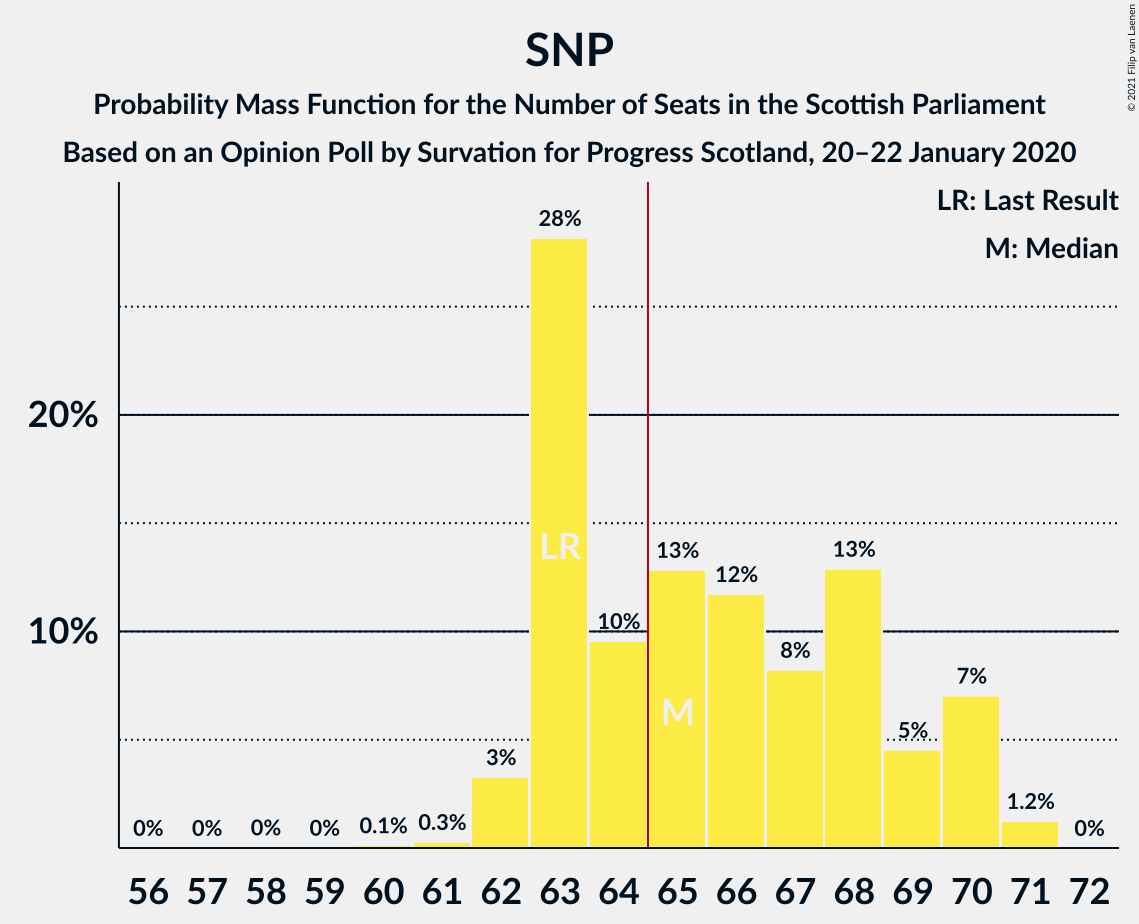 SNP
Probability Mass Function for the Number of Seats in the Scottish Parliament
Based on an Opinion Poll by Survation for Progress Scotland, 20–22 January 2020
© 2021 Filip van Laenen
LR: Last Result
M: Median
20%
10%
0% 0% 0% 0% 0.1% 0.3% 3% 28% 10% 13% 12% 8% 13% 5% 7% 1.2% 0%
LR
M
56 57 58 59 60 61 62 63 64 65 66 67 68 69 70 71 72